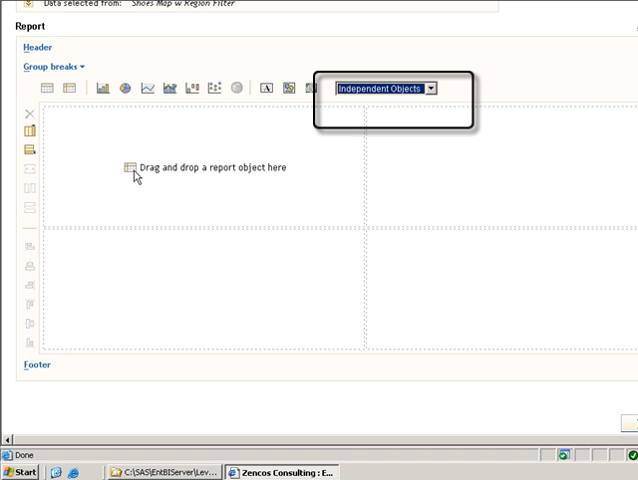 Data selected from: Shoes Map w Region Filter
Report
Header
Group breaks
A
Independent Objects
Drag and drop a report object here
Footer
Done
Start
C:\SAS\EntBIServer\Lev...
Zencos Consulting : E...